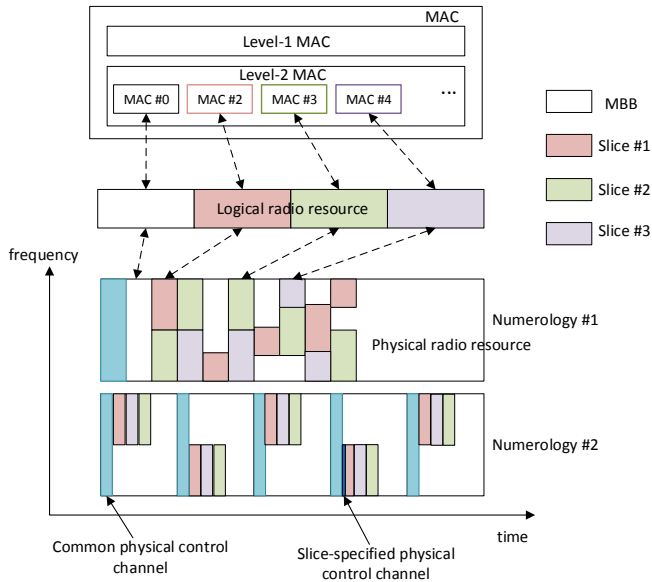 MAC
Level-1 MAC
Level-2 MAC
MAC #0
MAC #2
MAC #3
MAC #4
...
MBB
Slice #1
Slice #2
Slice #3
Logical radio resource
frequency
Numerology #1
Physical radio resource
Numerology #2
time
Common physical control
channel
Slice-specified physical
control channel